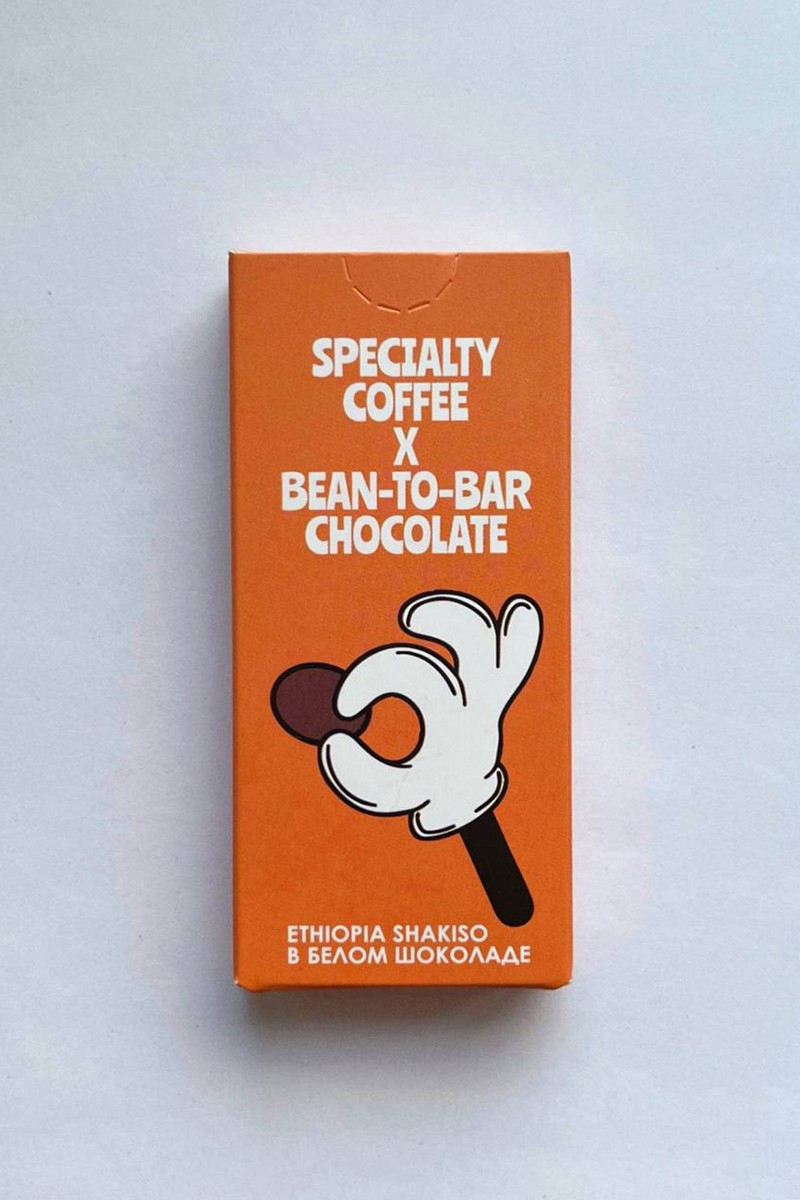 SPECIALTY
COFFEE
X
BEAN-TO-BAR
CHOCOLATE
ETHIOPIA SHAKISO
В БЕЛОМ ШОКОЛАДЕ